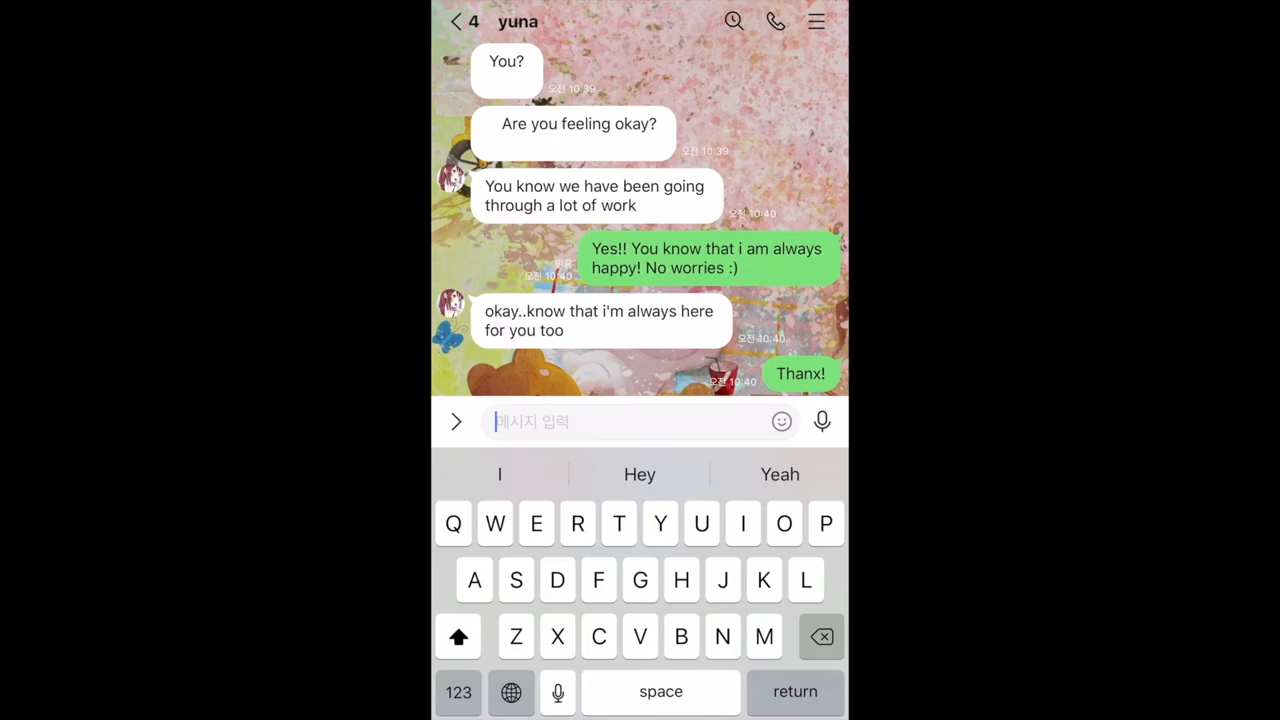 4 yuna
You?
오전 10:39
Are you feeling okay?
오전 10:39
You know we have been going
through a lot of work
오전 10:40
Yes!! You know that i am always
happy! No worries :)
읽음
오전 10:40
okay..know that i'm always here
for you too
오전 10:40
Thanx!
오전 10:40
메시지 입력
I Hey Yeah
Q W E R T Y U I O P
A S D F G H J K L
Z X C V B N M
123 space return